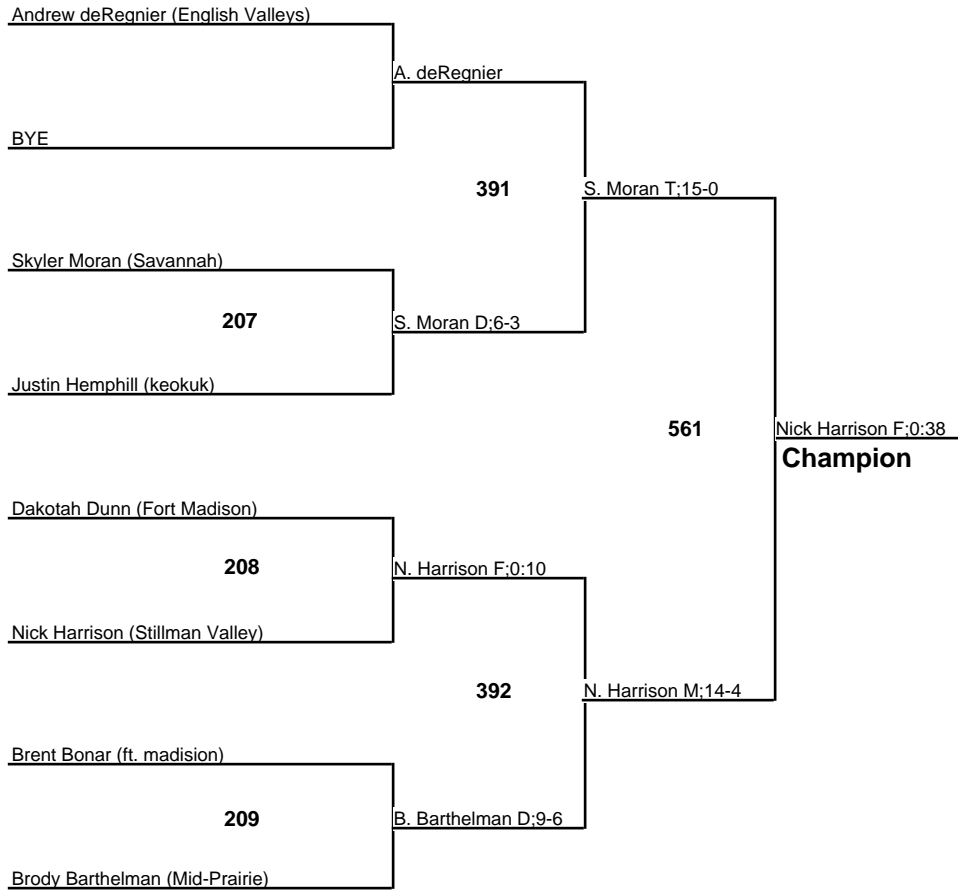 Andrew deRegnier (English Valleys)
A. deRegnier
BYE
391
S. Moran T;15-0
Skyler Moran (Savannah)
207
S. Moran D;6-3
Justin Hemphill (keokuk)
561
Nick Harrison F;0:38
Champion
Dakotah Dunn (Fort Madison)
208
N. Harrison F;0:10
Nick Harrison (Stillman Valley)
392
N. Harrison M;14-4
Brent Bonar (ft. madision)
209
B. Barthelman D;9-6
Brody Barthelman (Mid-Prairie)